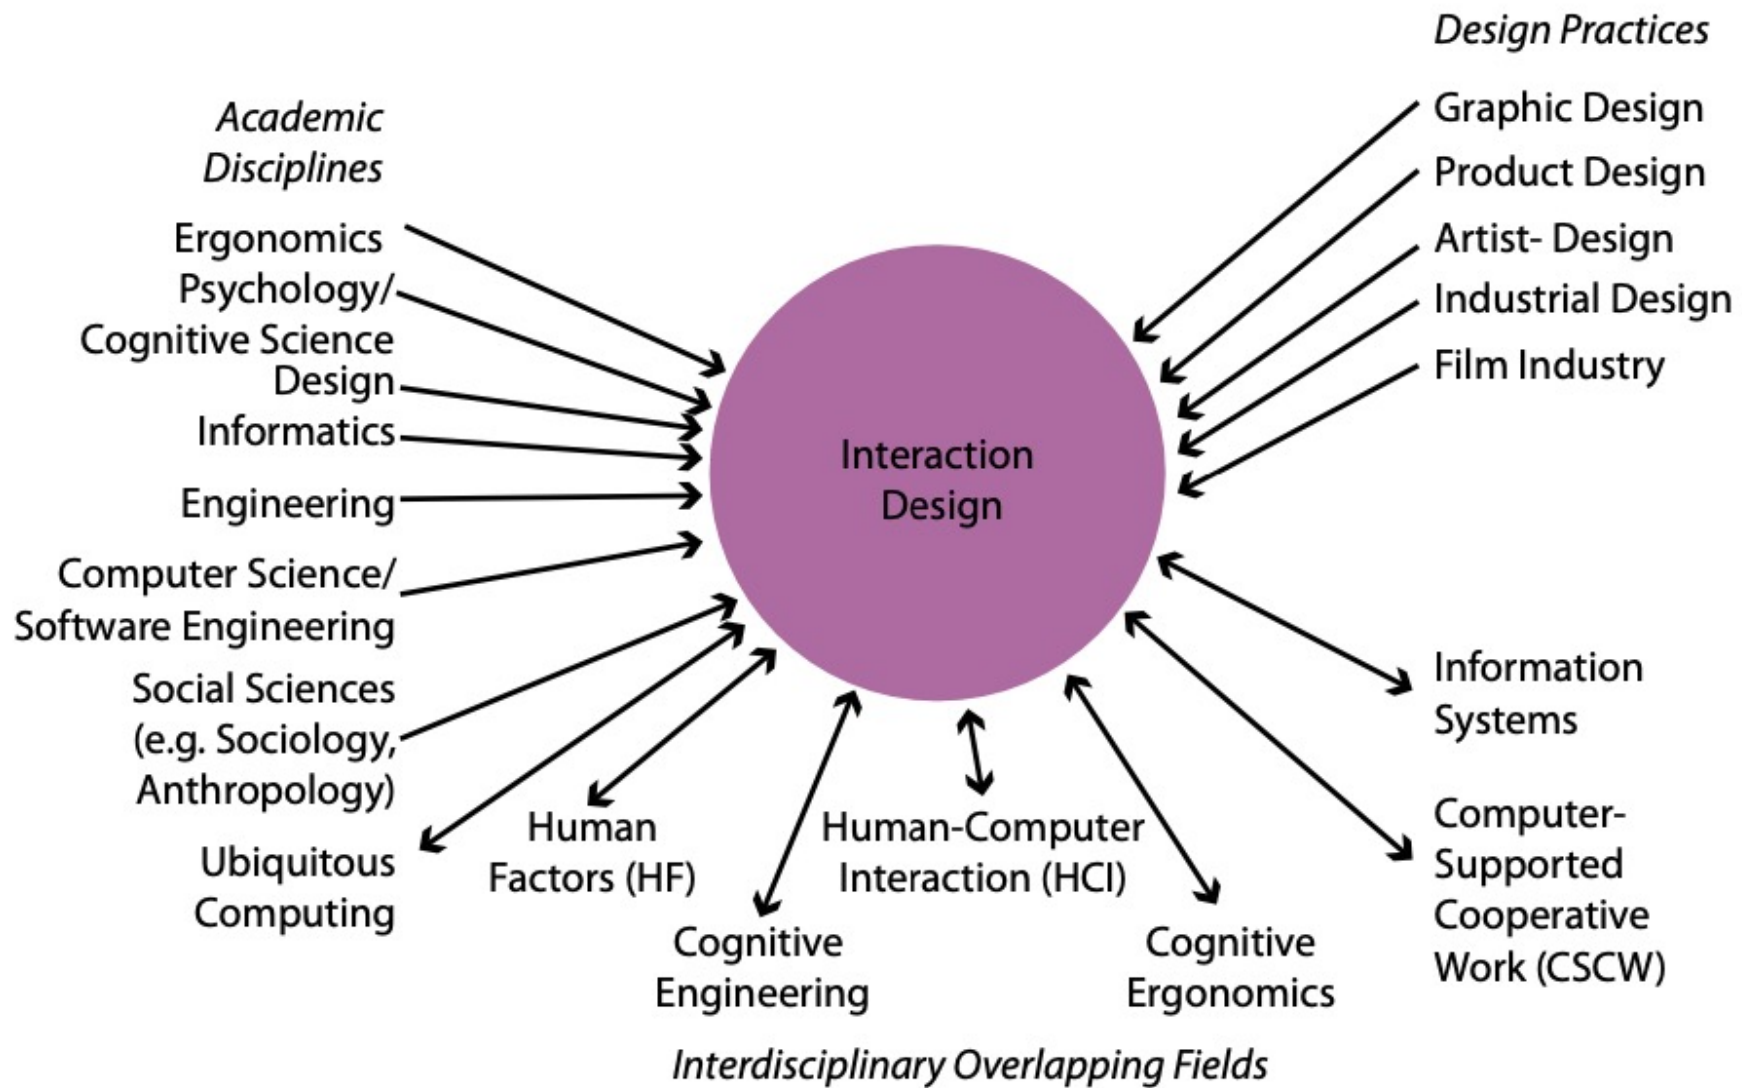 Design Practices
Graphic Design
Product Design
Artist- Design
Industrial Design
Film Industry
Academic
Disciplines
Ergonomics
Psychology/
Cognitive Science
Design
Informatics
Engineering
Computer Science/
Software Engineering
Social Sciences
(e.g. Sociology,
Anthropology)
Interaction
Design
Ubiquitous
Computing
Human
Factors (HF)
Cognitive
Engineering
Human-Computer
Interaction (HCI)
Cognitive
Ergonomics
Information
Systems
Computer-
Supported
Cooperative
Work (CSCW)
Interdisciplinary Overlapping Fields